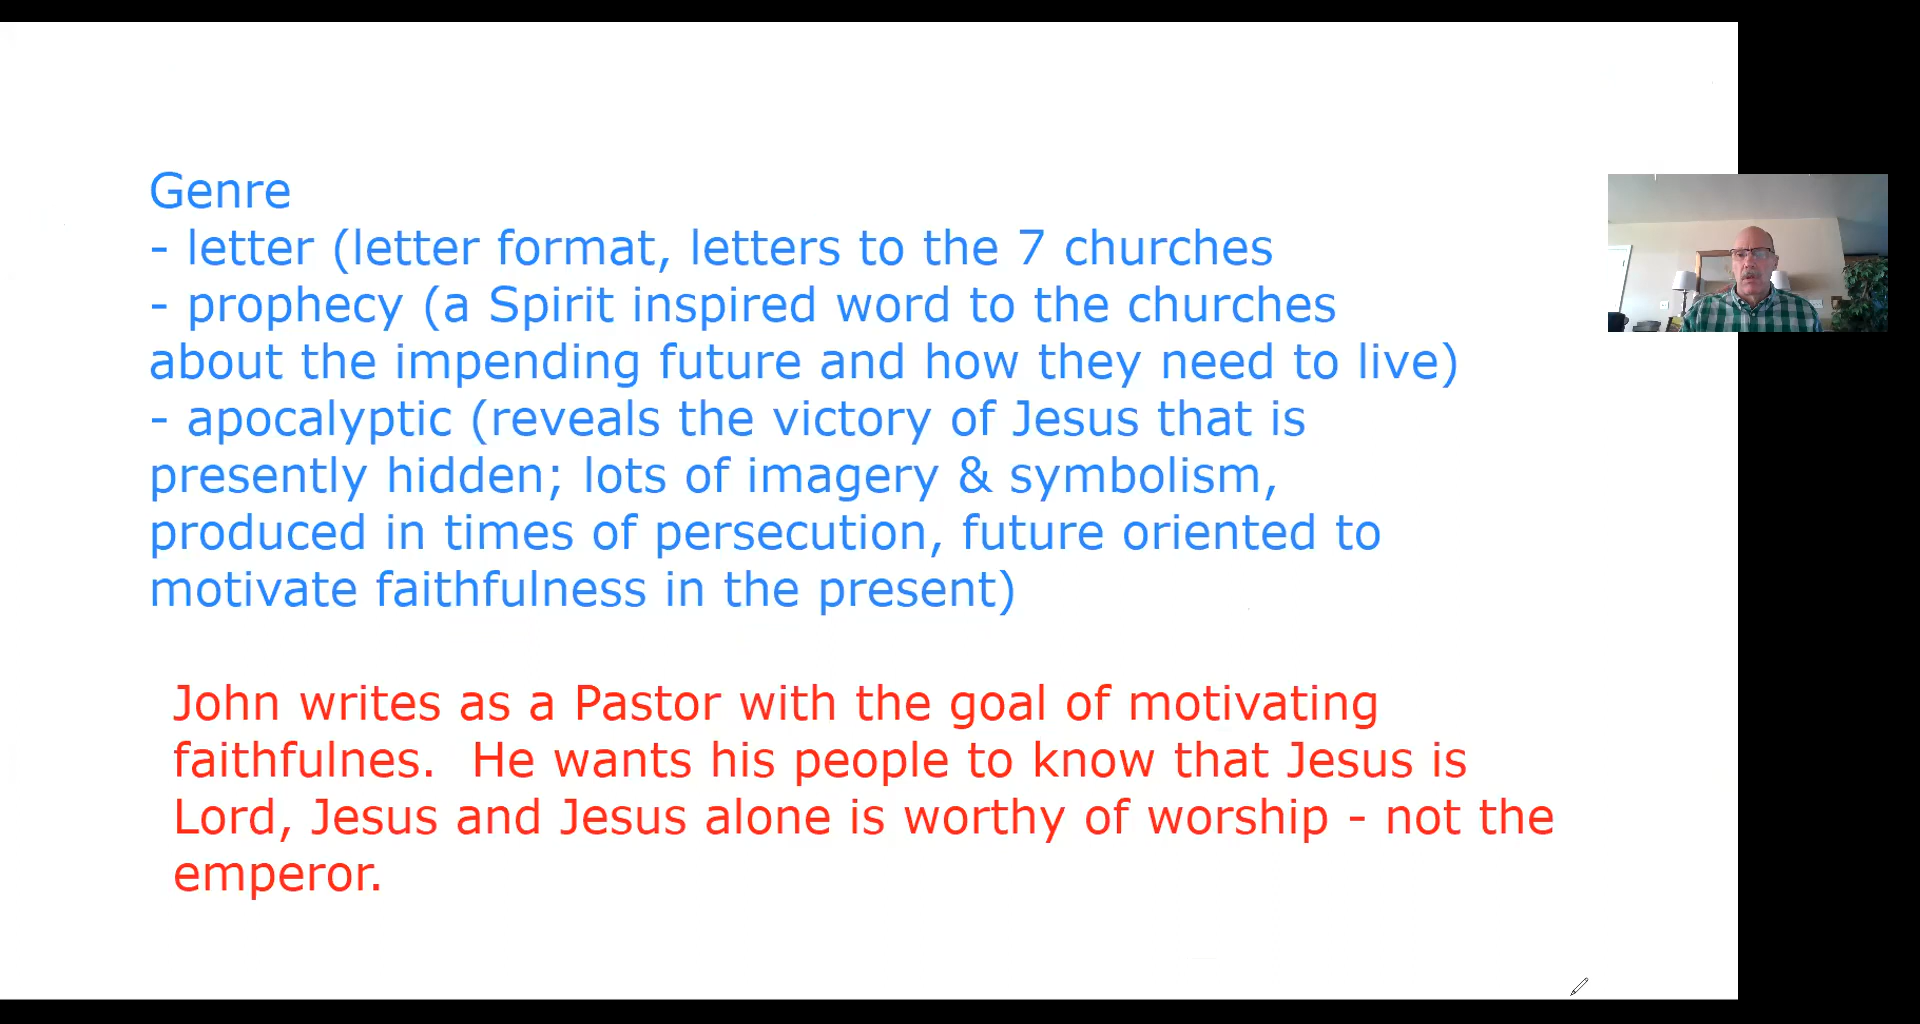 Genre
- letter (letter format, letters to the 7 churches
- prophecy (a Spirit inspired word to the churches
about the impending future and how they need to live)
- apocalyptic (reveals the victory of Jesus that is
presently hidden; lots of imagery & symbolism,
produced in times of persecution, future oriented to
motivate faithfulness in the present)
John writes as a Pastor with the goal of motivating
faithfulnes.  He wants his people to know that Jesus is
Lord, Jesus and Jesus alone is worthy of worship - not the
emperor.